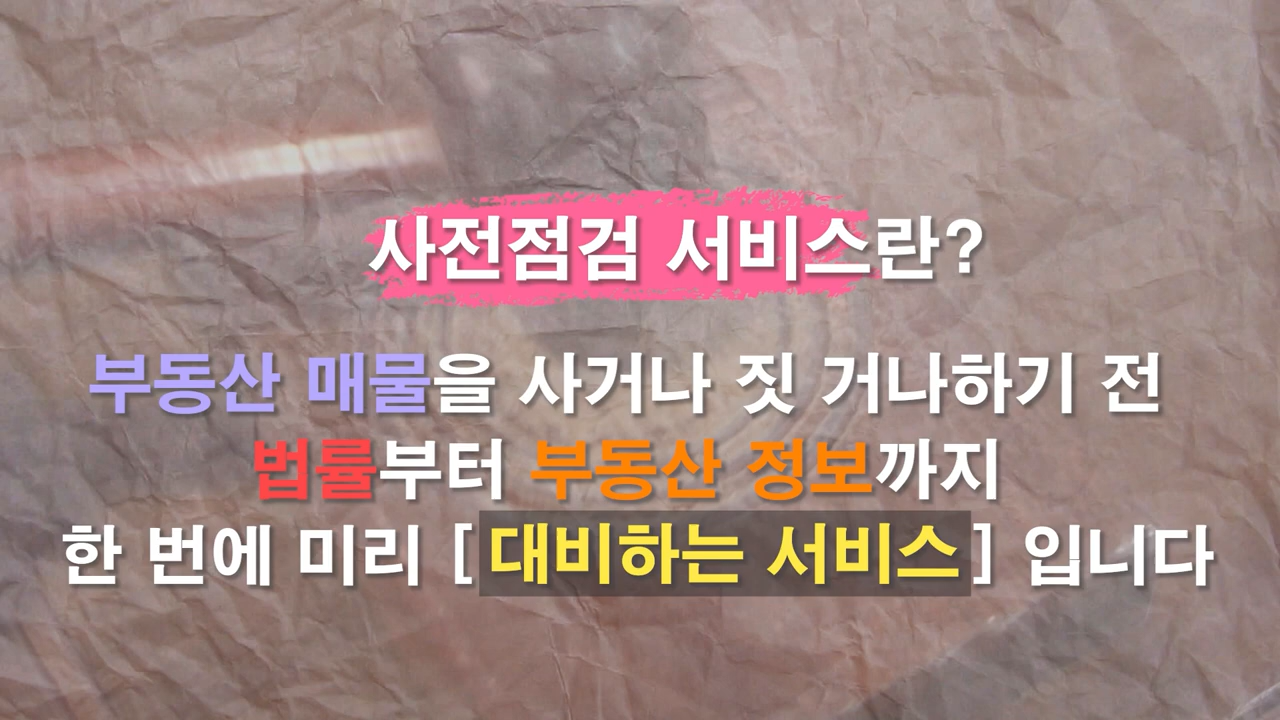 사전점검 서비스란?
부동산 매물을 사거나 짓 거나하기 전
법률부터 부동산 정보까지
한 번에 미리 [대비하는 서비스] 입니다